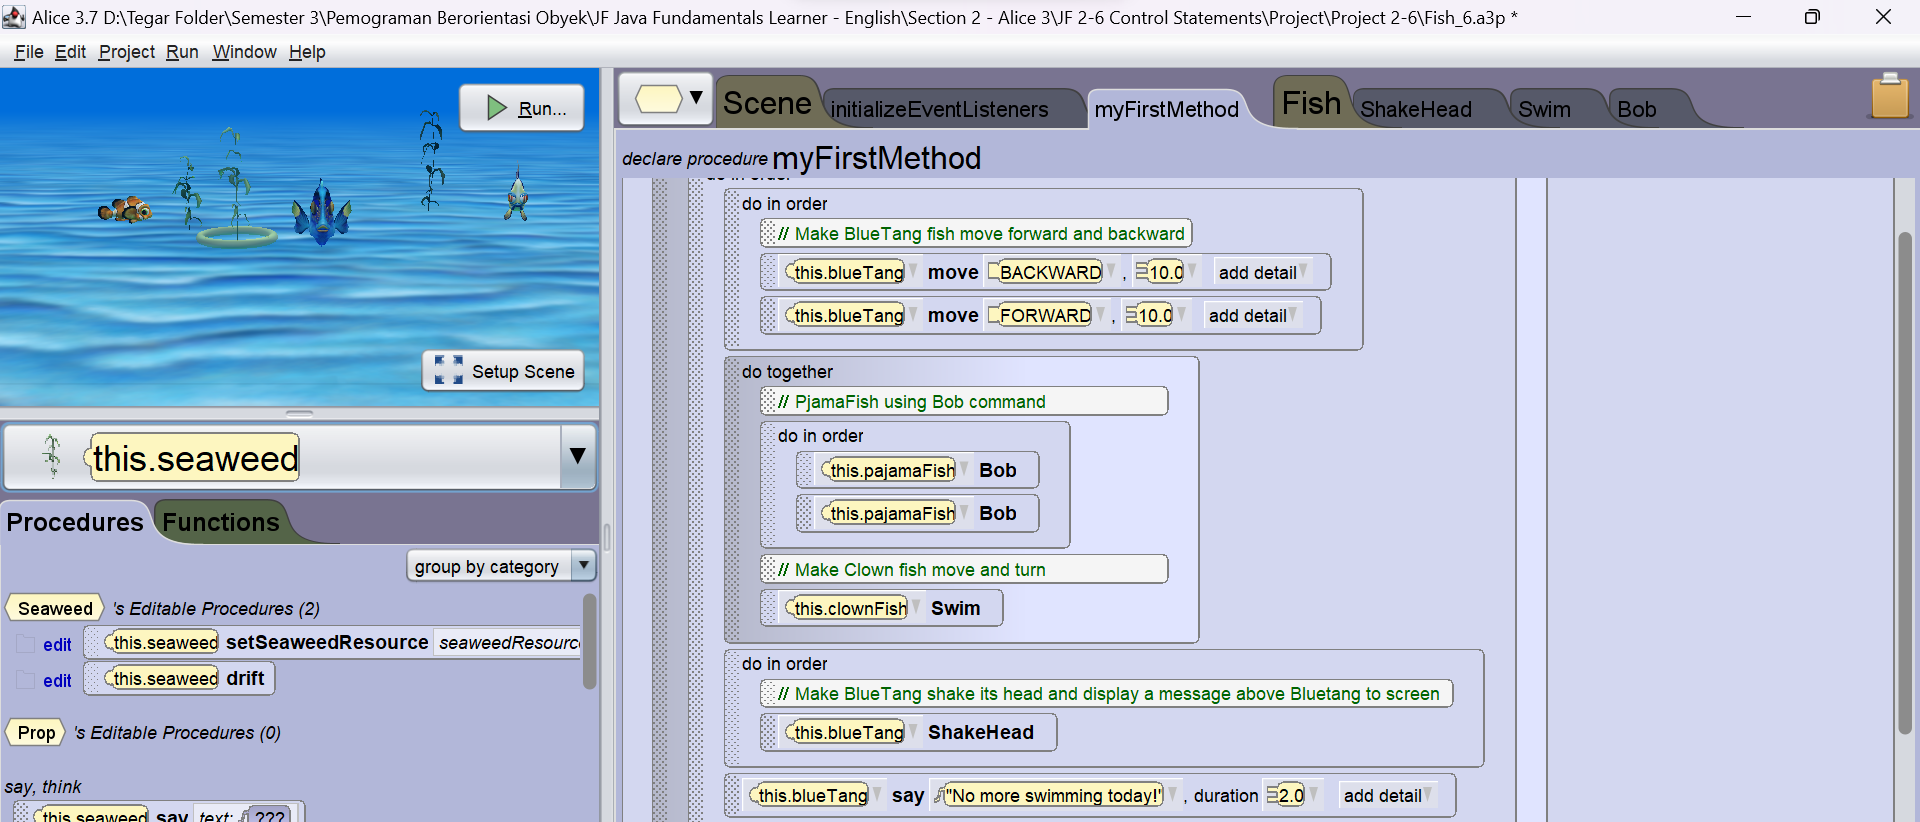 Alice 3.7 D:\Tegar Folder\Semester 3\Pemograman Berorientasi Obyek\JF Java Fundamentals Learner - English\Section 2 - Alice 3\JF 2-6 Control Statements\Project\Project 2-6\Fish_6.a3p *
File Edit Project Run Window Help
Run...
Setup Scene
this.seaweed
Procedures Functions
group by category
Seaweed 's Editable Procedures (2)
edit this.seaweed setSeaweedResource seaweedResourc
edit this.seaweed drift
Prop 's Editable Procedures (0)
say, think
this.seaweed say text: ???
Scene initializeEventListeners myFirstMethod Fish ShakeHead Swim Bob
declare procedure myFirstMethod
do in order
do in order
// Make BlueTang fish move forward and backward
this.blueTang move BACKWARD , 10.0 add detail
this.blueTang move FORWARD , 10.0 add detail
do together
// PjamaFish using Bob command
do in order
this.pajamaFish Bob
this.pajamaFish Bob
// Make Clown fish move and turn
this.clownFish Swim
do in order
// Make BlueTang shake its head and display a message above Bluetang to screen
this.blueTang ShakeHead
this.blueTang say "No more swimming today!" , duration 2.0 add detail